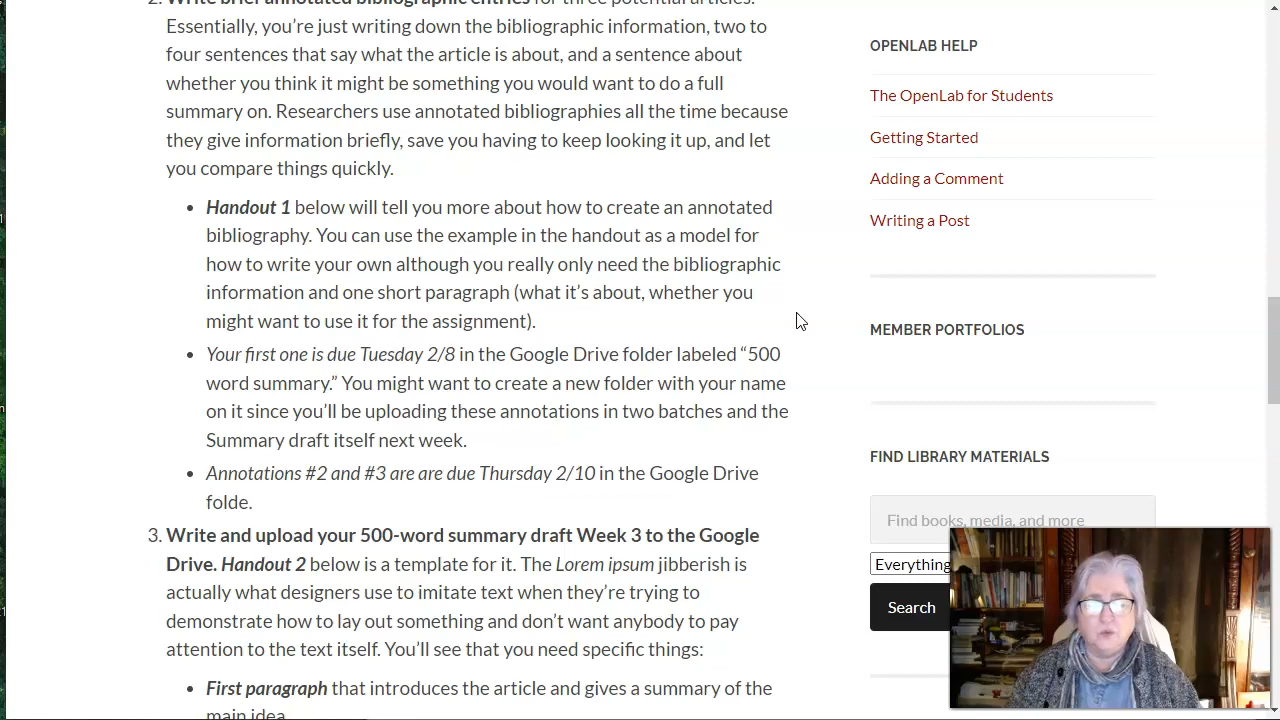 2. Write brief annotated bibliographic entries for three potential articles.
Essentially, you're just writing down the bibliographic information, two to
four sentences that say what the article is about, and a sentence about
whether you think it might be something you would want to do a full
summary on. Researchers use annotated bibliographies all the time because
they give information briefly, save you having to keep looking it up, and let
you compare things quickly.
• Handout 1 below will tell you more about how to create an annotated
bibliography. You can use the example in the handout as a model for
how to write your own although you really only need the bibliographic
information and one short paragraph (what it's about, whether you
might want to use it for the assignment).
• Your first one is due Tuesday 2/8 in the Google Drive folder labeled “500
word summary.” You might want to create a new folder with your name
on it since you'll be uploading these annotations in two batches and the
Summary draft itself next week.
• Annotations #2 and #3 are are due Thursday 2/10 in the Google Drive
folde.
3. Write and upload your 500-word summary draft Week 3 to the Google
Drive. Handout 2 below is a template for it. The Lorem ipsum jibberish is
actually what designers use to imitate text when they're trying to
demonstrate how to lay out something and don't want anybody to pay
attention to the text itself. You'll see that you need specific things:
• First paragraph that introduces the article and gives a summary of the
main idea
OPENLAB HELP
The OpenLab for Students
Getting Started
Adding a Comment
Writing a Post
MEMBER PORTFOLIOS
FIND LIBRARY MATERIALS
Find books, media, and more
Everything
Search